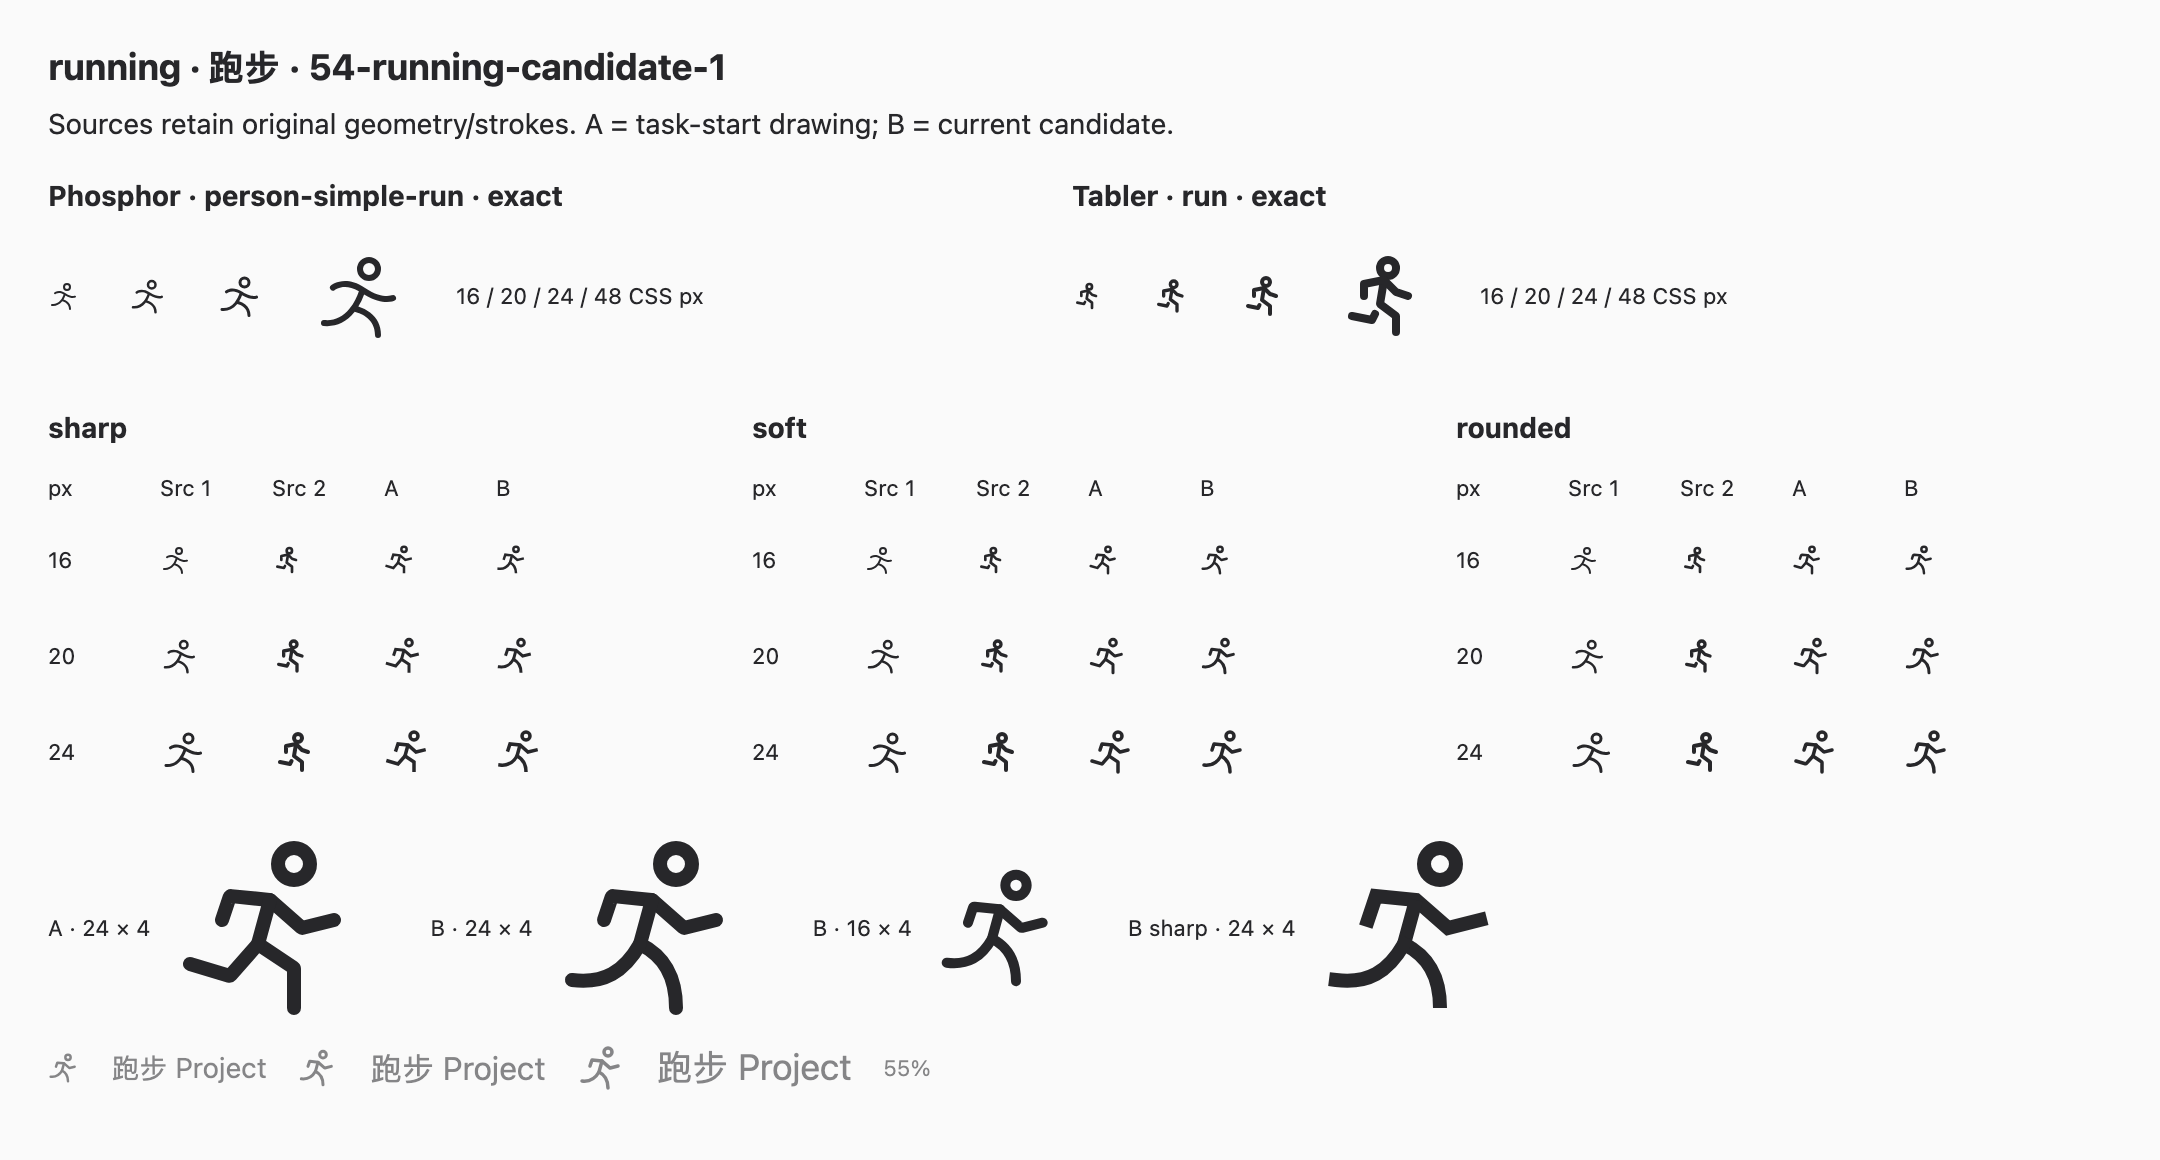 running · 跑步 · 54-running-candidate-1
Sources retain original geometry/strokes. A = task-start drawing; B = current candidate.
Phosphor · person-simple-run · exact
16 / 20 / 24 / 48 CSS px
Tabler · run · exact
16 / 20 / 24 / 48 CSS px
sharp
px Src 1 Src 2 A B
16
20
24
soft
px Src 1 Src 2 A B
16
20
24
rounded
px Src 1 Src 2 A B
16
20
24
A · 24 × 4
B · 24 × 4
B · 16 × 4
B sharp · 24 × 4
跑步 Project 跑步 Project 跑步 Project 55%